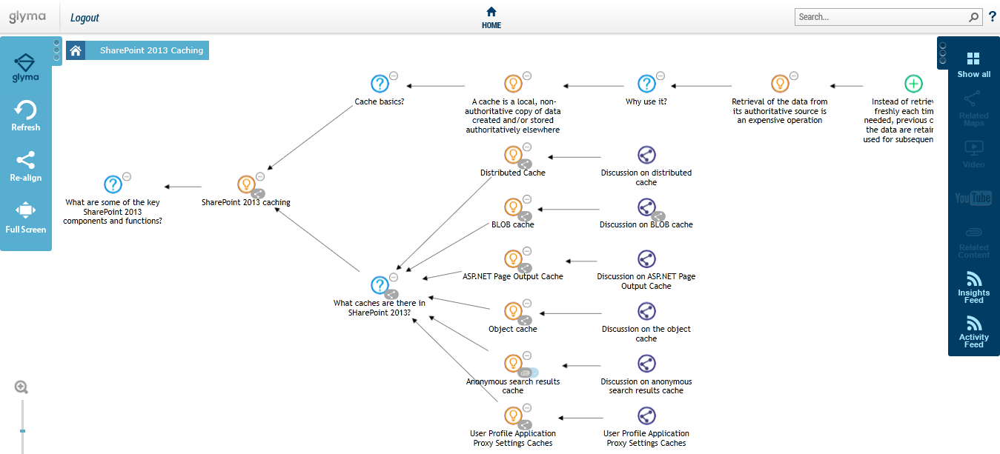 glyma
Logout
HOME
Search...
?
glyma
Refresh
Re-align
Full Screen
SharePoint 2013 Caching
Show all
Related
Maps
Video
YouTube
Related
Content
Insights
Feed
Activity
Feed
Cache basics?
A cache is a local, non-
authoritative copy of data
created and/or stored
authoritatively elsewhere
Why use it?
Retrieval of the data from
its authoritative source is
an expensive operation
Instead of retriev
freshly each tim
needed, previous c
the data are retair
used for subsequen
What are some of the key
SharePoint 2013
components and functions?
SharePoint 2013 caching
Distributed Cache
Discussion on distributed
cache
BLOB cache
Discussion on BLOB cache
ASP.NET Page Output Cache
Discussion on ASP.NET Page
Output Cache
What caches are there in
SHarePoint 2013?
Object cache
Discussion on the object
cache
Anonymous search results
cache
Discussion on anonymous
search results cache
User Profile Application
Proxy Settings Caches
User Profile Application
Proxy Settings Caches